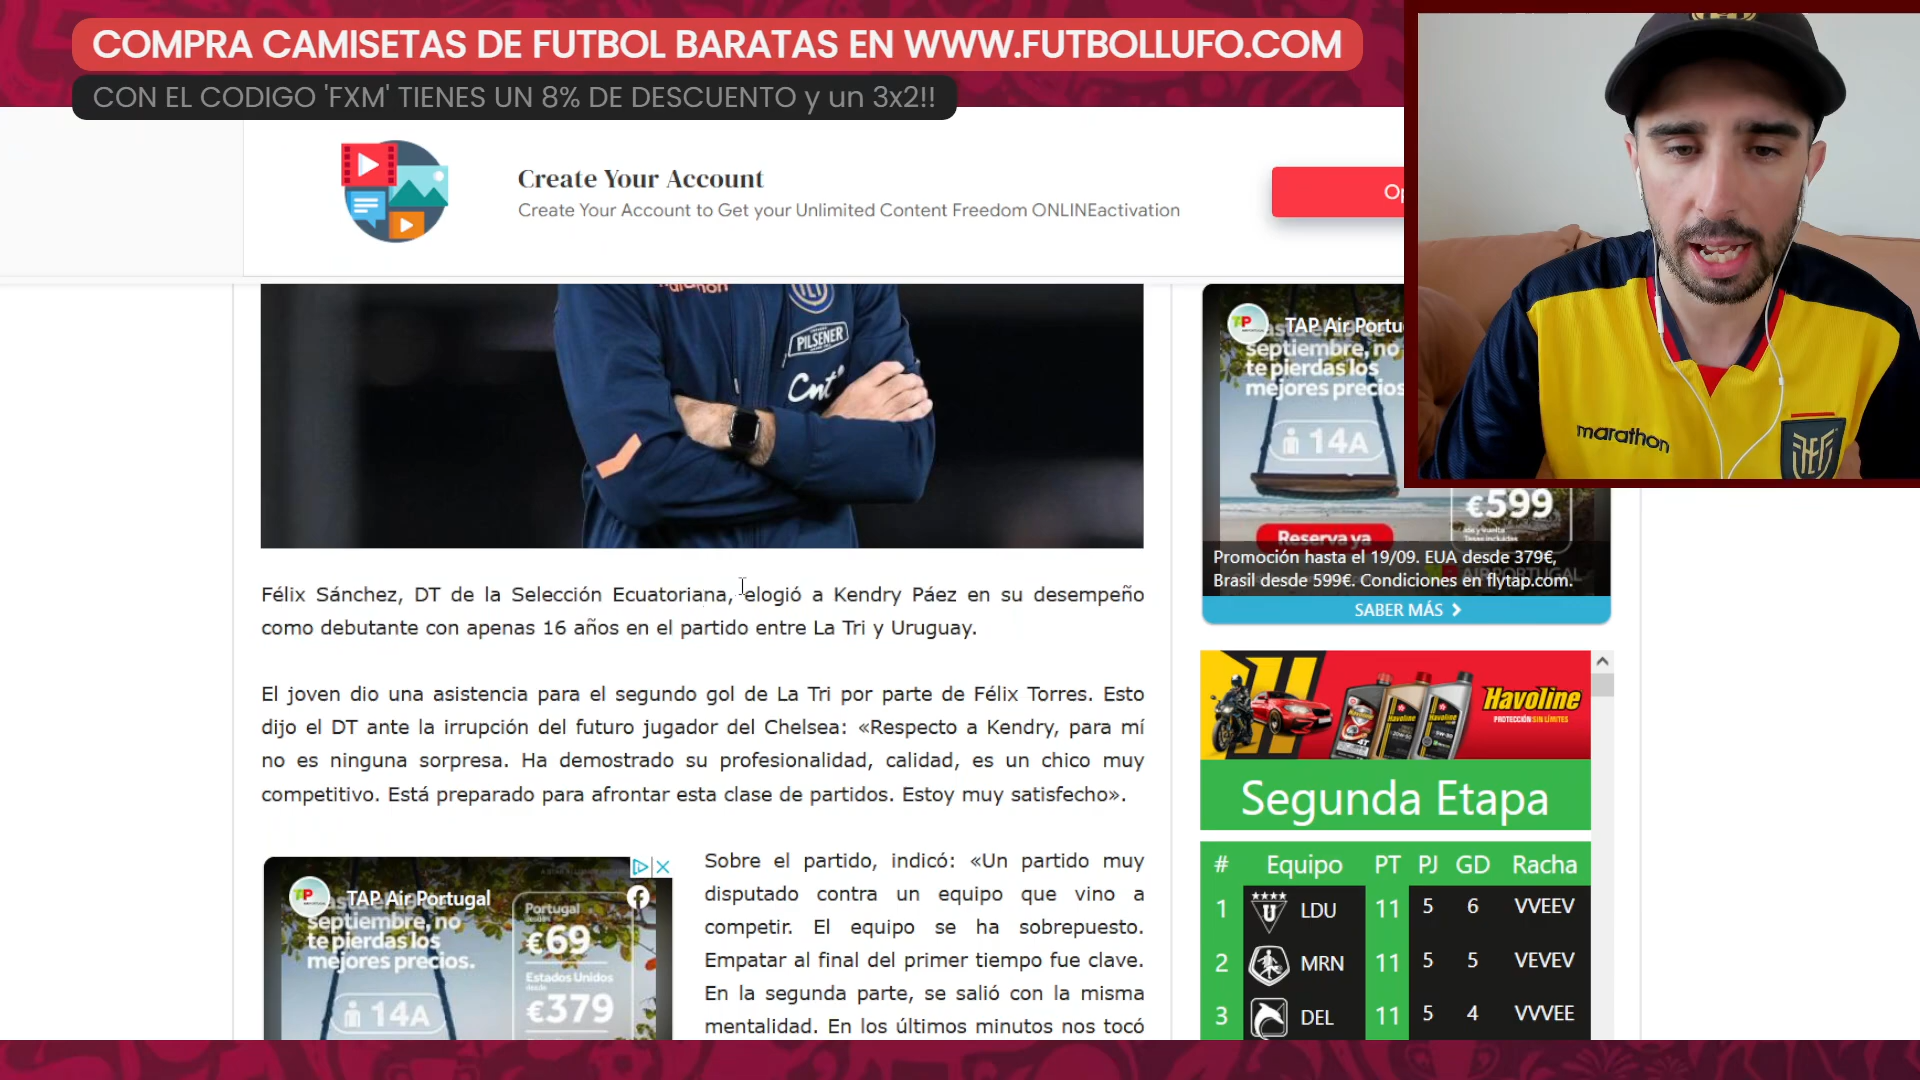 COMPRA CAMISETAS DE FUTBOL BARATAS EN WWW.FUTBOLLUFO.COM
CON EL CODIGO 'FXM' TIENES UN 8% DE DESCUENTO y un 3x2!!
Create Your Account
Create Your Account to Get your Unlimited Content Freedom ONLINEactivation
Op
marathon
PILSENER
Cnt
Félix Sánchez, DT de la Selección Ecuatoriana, elogió a Kendry Páez en su desempeño
como debutante con apenas 16 años en el partido entre La Tri y Uruguay.
El joven dio una asistencia para el segundo gol de La Tri por parte de Félix Torres. Esto
dijo el DT ante la irrupción del futuro jugador del Chelsea: «Respecto a Kendry, para mí
no es ninguna sorpresa. Ha demostrado su profesionalidad, calidad, es un chico muy
competitivo. Está preparado para afrontar esta clase de partidos. Estoy muy satisfecho».
TAP Air Portugal
septiembre, no
te pierdas los
mejores precios.
14A
Portugal
€69
Estados Unidos
desde
€379
Sobre el partido, indicó: «Un partido muy
disputado contra un equipo que vino a
competir. El equipo se ha sobrepuesto.
Empatar al final del primer tiempo fue clave.
En la segunda parte, se salió con la misma
mentalidad. En los últimos minutos nos tocó
TAP Air Portu
septiembre, no
te pierdas los
mejores precios
14A
€599
Reserva ya
Promoción hasta el 19/09. EUA desde 379€,
Brasil desde 599€. Condiciones en flytap.com.
SABER MÁS
marathon
FEF
Havoline
PROTECCIÓN SIN LÍMITES
Segunda Etapa
# Equipo PT PJ GD Racha
1 LDU 11 5 6 VVEEV
2 MRN 11 5 5 VEVEV
3 DEL 11 5 4 VVVEE